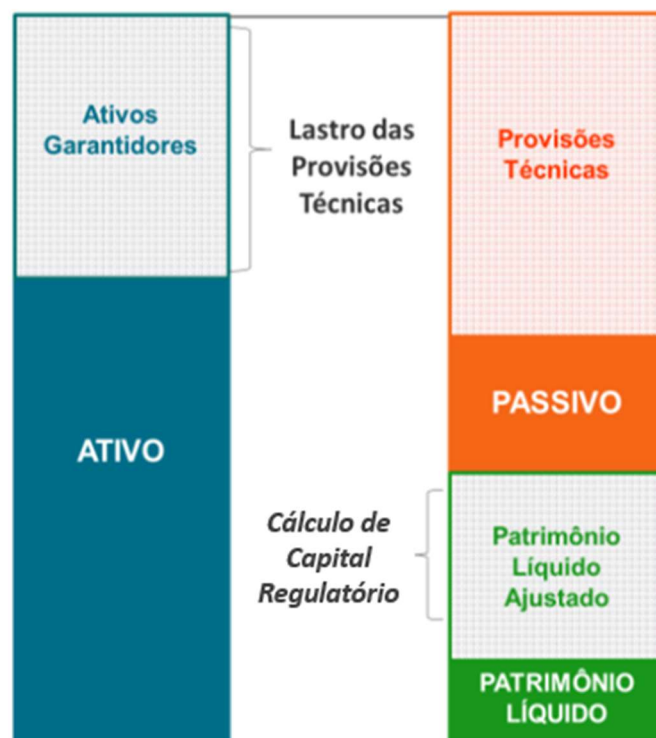 Ativos
Garantidores
Lastro das
Provisões
Técnicas
Provisões
Técnicas
ATIVO
PASSIVO
Cálculo de
Capital
Regulatório
Patrimônio
Líquido
Ajustado
PATRIMÔNIO
LÍQUIDO